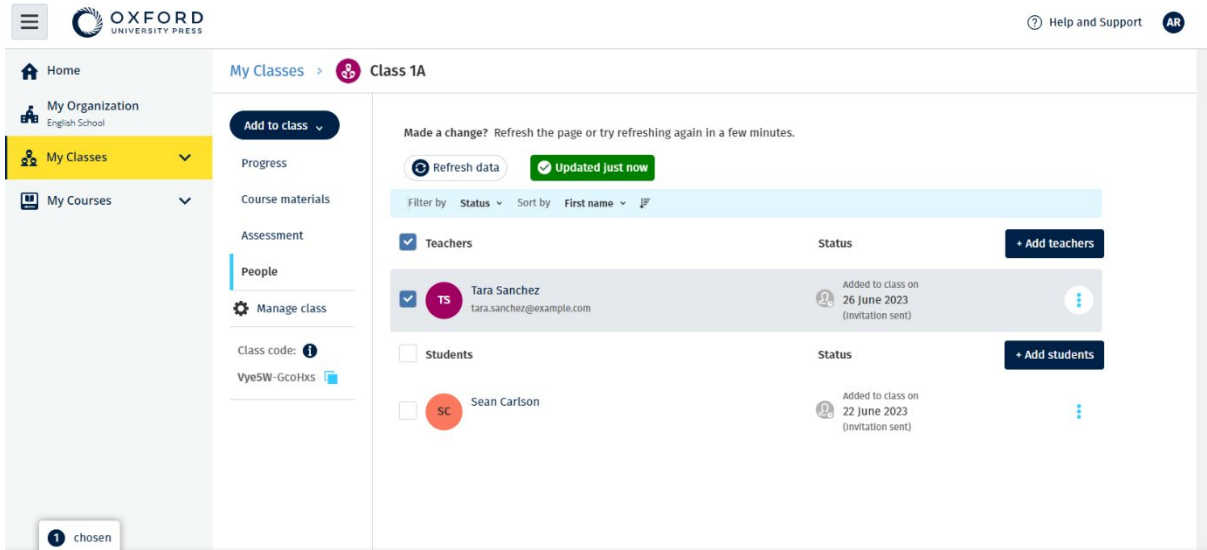 OXFORD
UNIVERSITY PRESS
Help and Support
AR
Home
My Organization
English School
My Classes
My Courses
My Classes > Class 1A
Add to class
Progress
Course materials
Assessment
People
Manage class
Class code:
Vye5W-GcoHxs
Made a change? Refresh the page or try refreshing again in a few minutes.
Refresh data
Updated just now
Filter by Status Sort by First name
Teachers Status + Add teachers
TS
Tara Sanchez
tara.sanchez@example.com
Added to class on
26 June 2023
(Invitation sent)
Students Status + Add students
SC
Sean Carlson
Added to class on
22 June 2023
(Invitation sent)
1 chosen